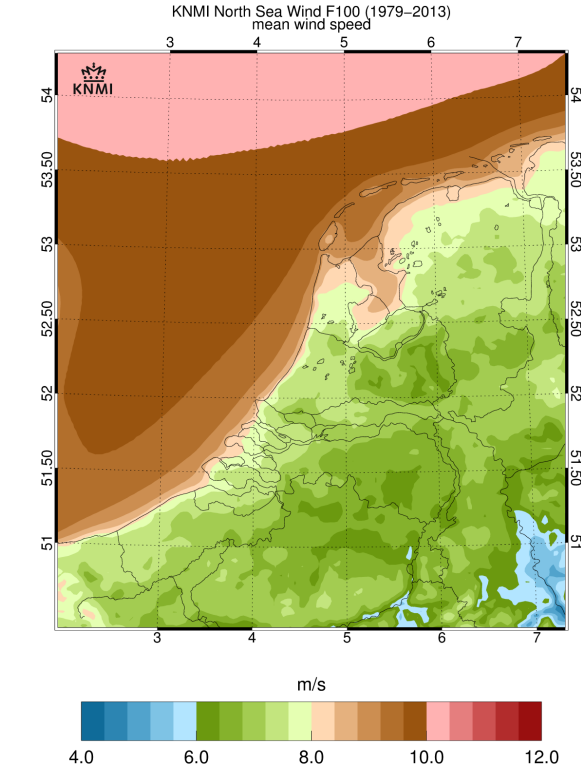 KNMI North Sea Wind F100 (1979−2013)
mean wind speed
3 4 5 6 7
KNMI
54 54
53.50 53.50
53 53
52.50 52.50
52 52
51.50 51.50
51 51
3 4 5 6 7
m/s
4.0 6.0 8.0 10.0 12.0